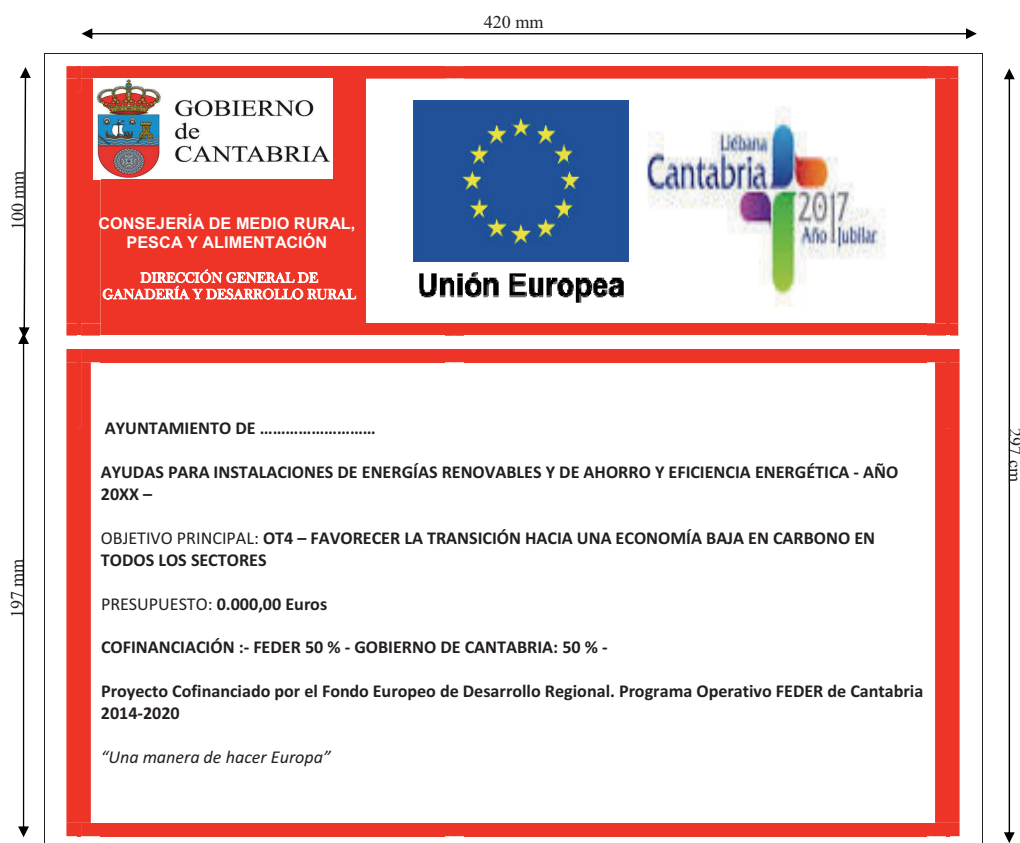 420 mm
GOBIERNO
de
CANTABRIA
CONSEJERÍA DE MEDIO RURAL,
PESCA Y ALIMENTACIÓN
DIRECCIÓN GENERAL DE
GANADERÍA Y DESARROLLO RURAL
Unión Europea
Liébana
Cantabria
2017
Año Jubilar
100 mm
AYUNTAMIENTO DE ………………………
AYUDAS PARA INSTALACIONES DE ENERGÍAS RENOVABLES Y DE AHORRO Y EFICIENCIA ENERGÉTICA - AÑO
20XX –
OBJETIVO PRINCIPAL: OT4 – FAVORECER LA TRANSICIÓN HACIA UNA ECONOMÍA BAJA EN CARBONO EN
TODOS LOS SECTORES
PRESUPUESTO: 0.000,00 Euros
COFINANCIACIÓN :- FEDER 50 % - GOBIERNO DE CANTABRIA: 50 % -
Proyecto Cofinanciado por el Fondo Europeo de Desarrollo Regional. Programa Operativo FEDER de Cantabria
2014-2020
“Una manera de hacer Europa”
197 mm
297 cm